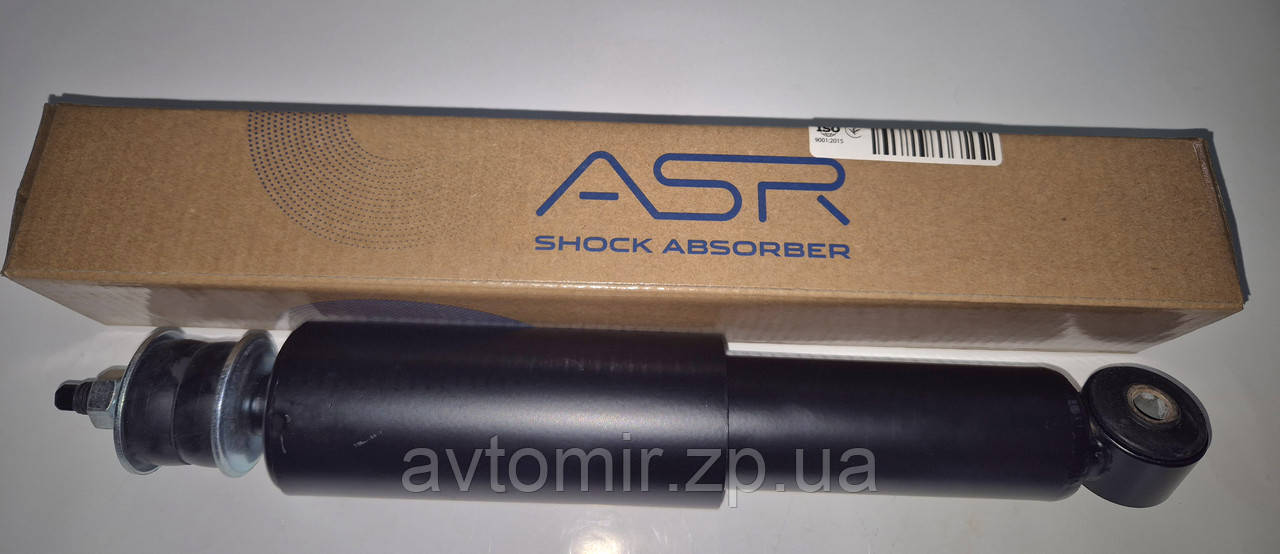 ISO
9001:2015
ASR
SHOCK ABSORBER
avtomir.zp.ua